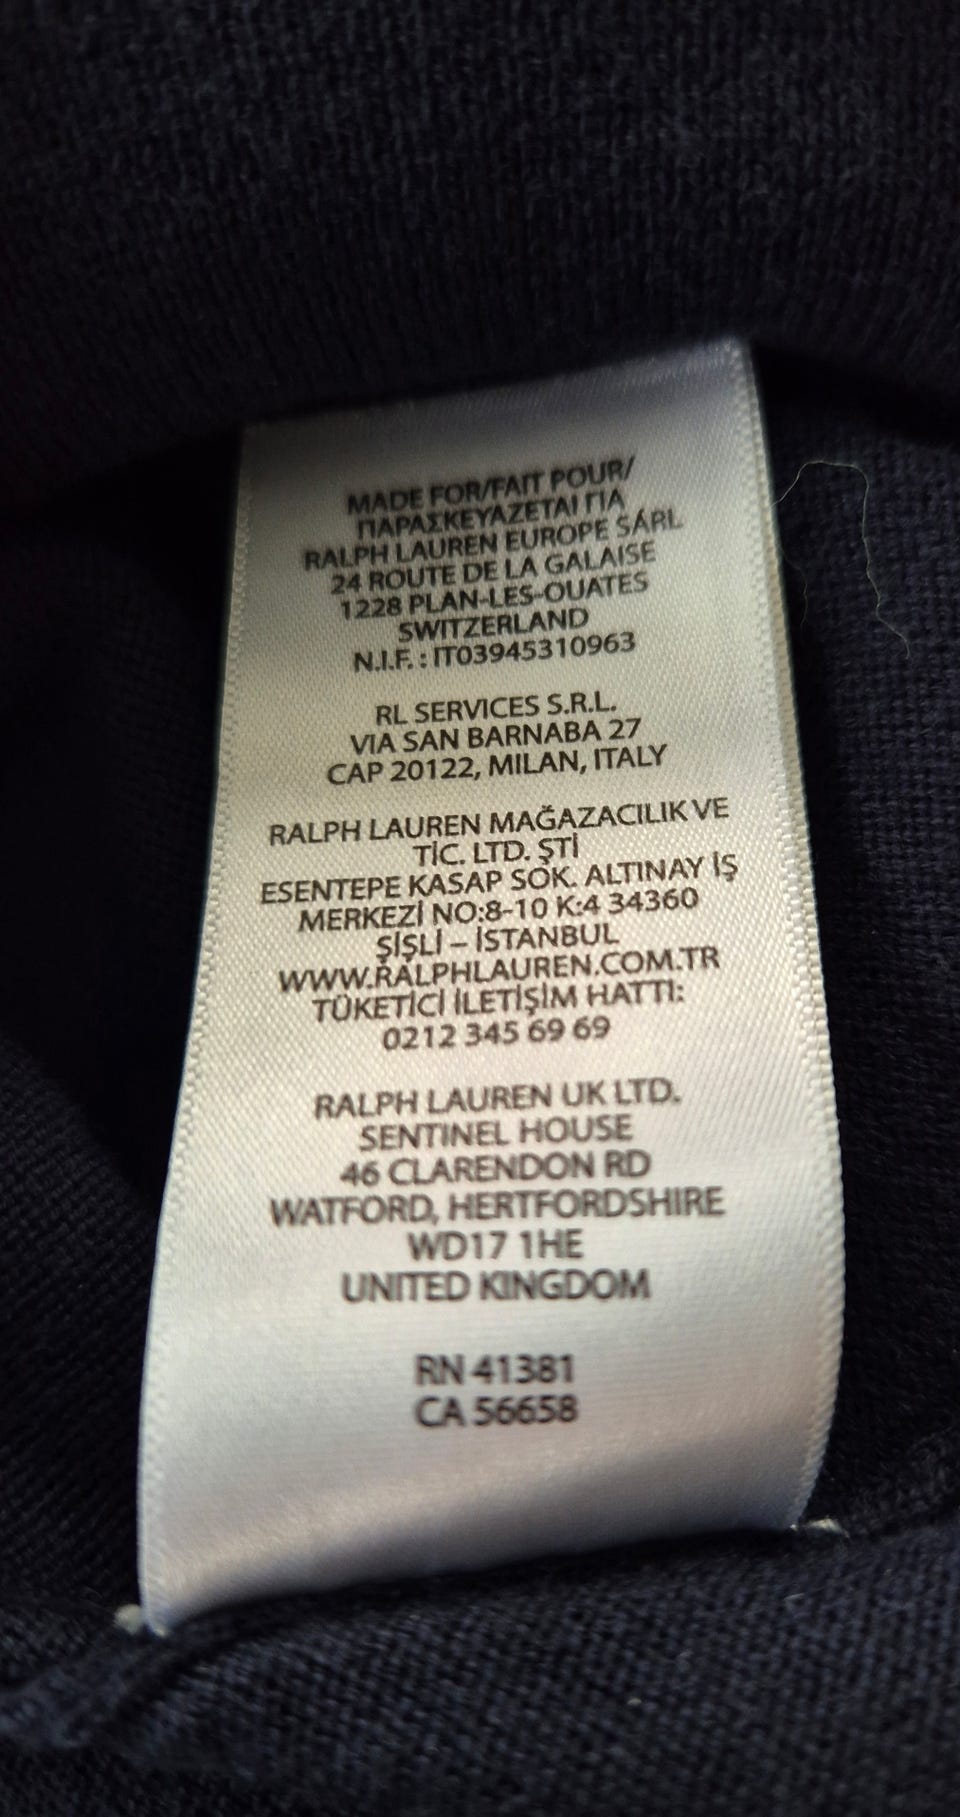 MADE FOR/FAIT POUR/
ΠΑΡΑΣΚΕΥΑΖΕΤΑΙ ΓΙΑ
RALPH LAUREN EUROPE SÁRL
24 ROUTE DE LA GALAISE
1228 PLAN-LES-OUATES
SWITZERLAND
N.I.F. : IT03945310963
RL SERVICES S.R.L.
VIA SAN BARNABA 27
CAP 20122, MILAN, ITALY
RALPH LAUREN MAĞAZACILIK VE
TİC. LTD. ŞTİ
ESENTEPE KASAP SOK. ALTINAY İŞ
MERKEZİ NO:8-10 K:4 34360
ŞİŞLİ – İSTANBUL
WWW.RALPHLAUREN.COM.TR
TÜKETİCİ İLETİŞİM HATTI:
0212 345 69 69
RALPH LAUREN UK LTD.
SENTINEL HOUSE
46 CLARENDON RD
WATFORD, HERTFORDSHIRE
WD17 1HE
UNITED KINGDOM
RN 41381
CA 56658